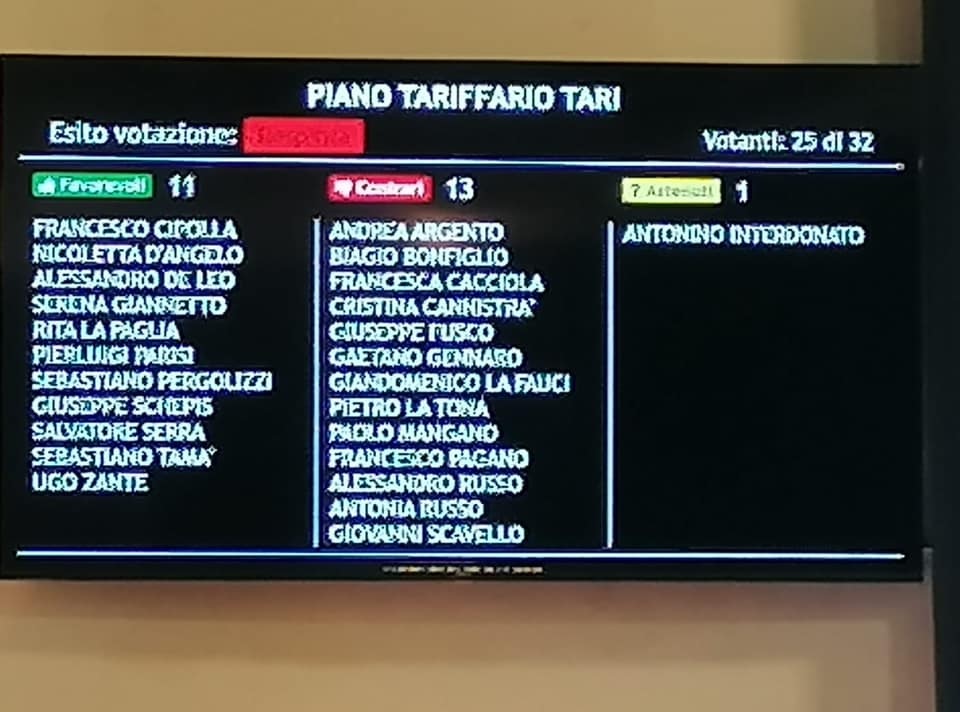 PIANO TARIFFARIO TARI
Esito votazione: Respinta
Votanti: 25 di 32
Favorevoli 11
FRANCESCO CIPOLLA
NICOLETTA D'ANGELO
ALESSANDRO DE LEO
SERENA GIANNETTO
RITA LA PAGLIA
PIERLUIGI PARISI
SEBASTIANO PERGOLIZZI
GIUSEPPE SCHEPIS
SALVATORE SERRA
SEBASTIANO TAMA'
UGO ZANTE
Contrari 13
ANDREA ARGENTO
BIAGIO BONFIGLIO
FRANCESCA CACCIOLA
CRISTINA CANNISTRA'
GIUSEPPE FUSCO
GAETANO GENNARO
GIANDOMENICO LA FAUCI
PIETRO LA TONA
PAOLO MANGANO
FRANCESCO PAGANO
ALESSANDRO RUSSO
ANTONIA RUSSO
GIOVANNI SCAVELLO
? Astenuti 1
ANTONINO INTERDONATO